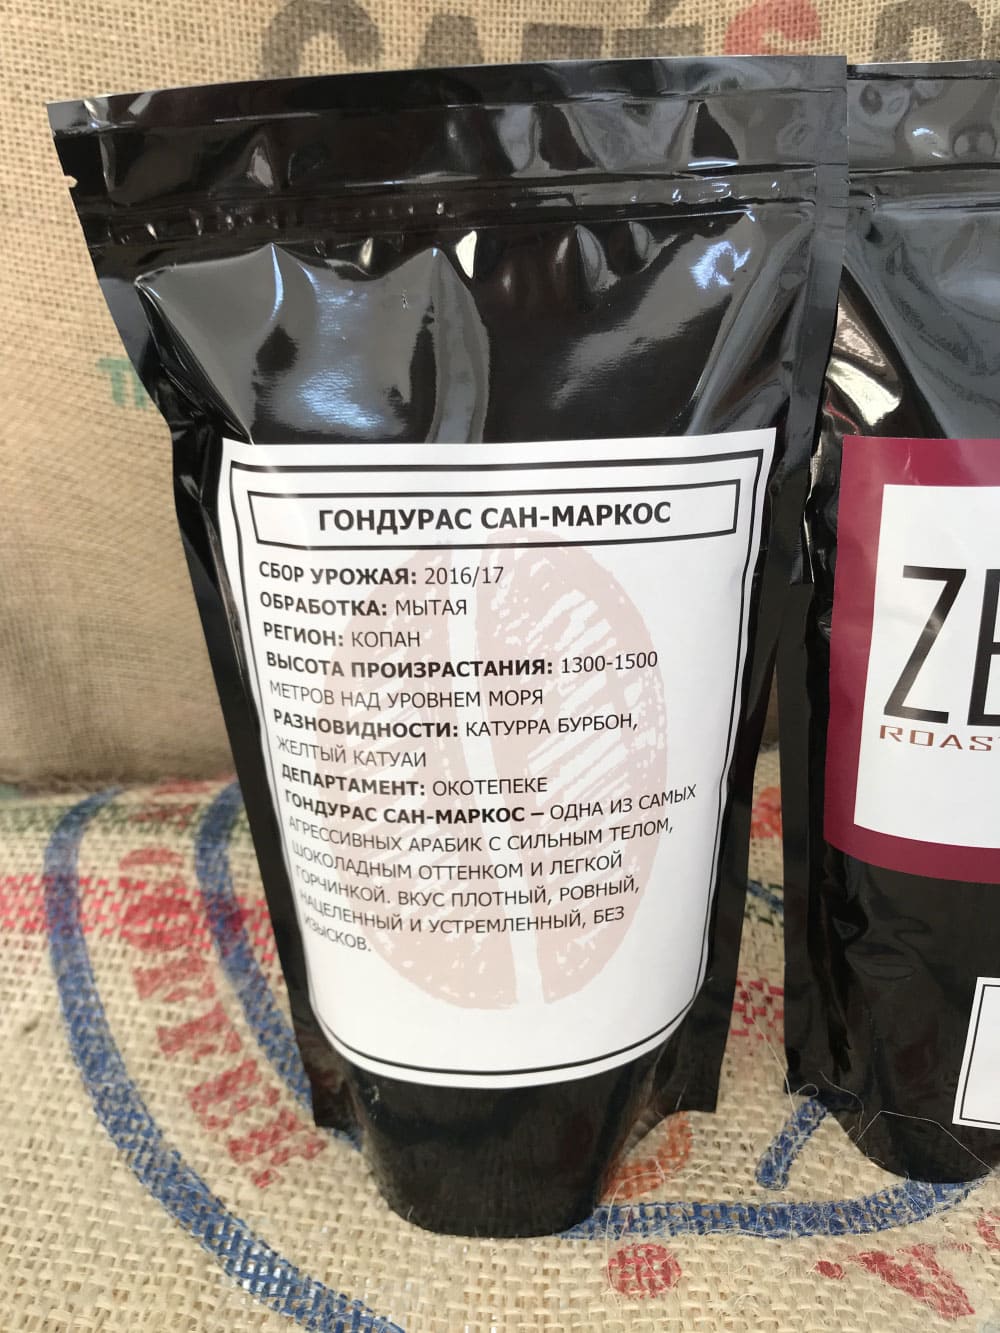 CAFÉS
ГОНДУРАС САН-МАРКОС
СБОР УРОЖАЯ: 2016/17
ОБРАБОТКА: МЫТАЯ
РЕГИОН: КОПАН
ВЫСОТА ПРОИЗРАСТАНИЯ: 1300-1500
МЕТРОВ НАД УРОВНЕМ МОРЯ
РАЗНОВИДНОСТИ: КАТУРРА БУРБОН,
ЖЕЛТЫЙ КАТУАИ
ДЕПАРТАМЕНТ: ОКОТЕПЕКЕ
ГОНДУРАС САН-МАРКОС – ОДНА ИЗ САМЫХ
АГРЕССИВНЫХ АРАБИК С СИЛЬНЫМ ТЕЛОМ,
ШОКОЛАДНЫМ ОТТЕНКОМ И ЛЕГКОЙ
ГОРЧИНКОЙ. ВКУС ПЛОТНЫЙ, РОВНЫЙ,
НАЦЕЛЕННЫЙ И УСТРЕМЛЕННЫЙ, БЕЗ
ИЗЫСКОВ.
ZE
ROAS